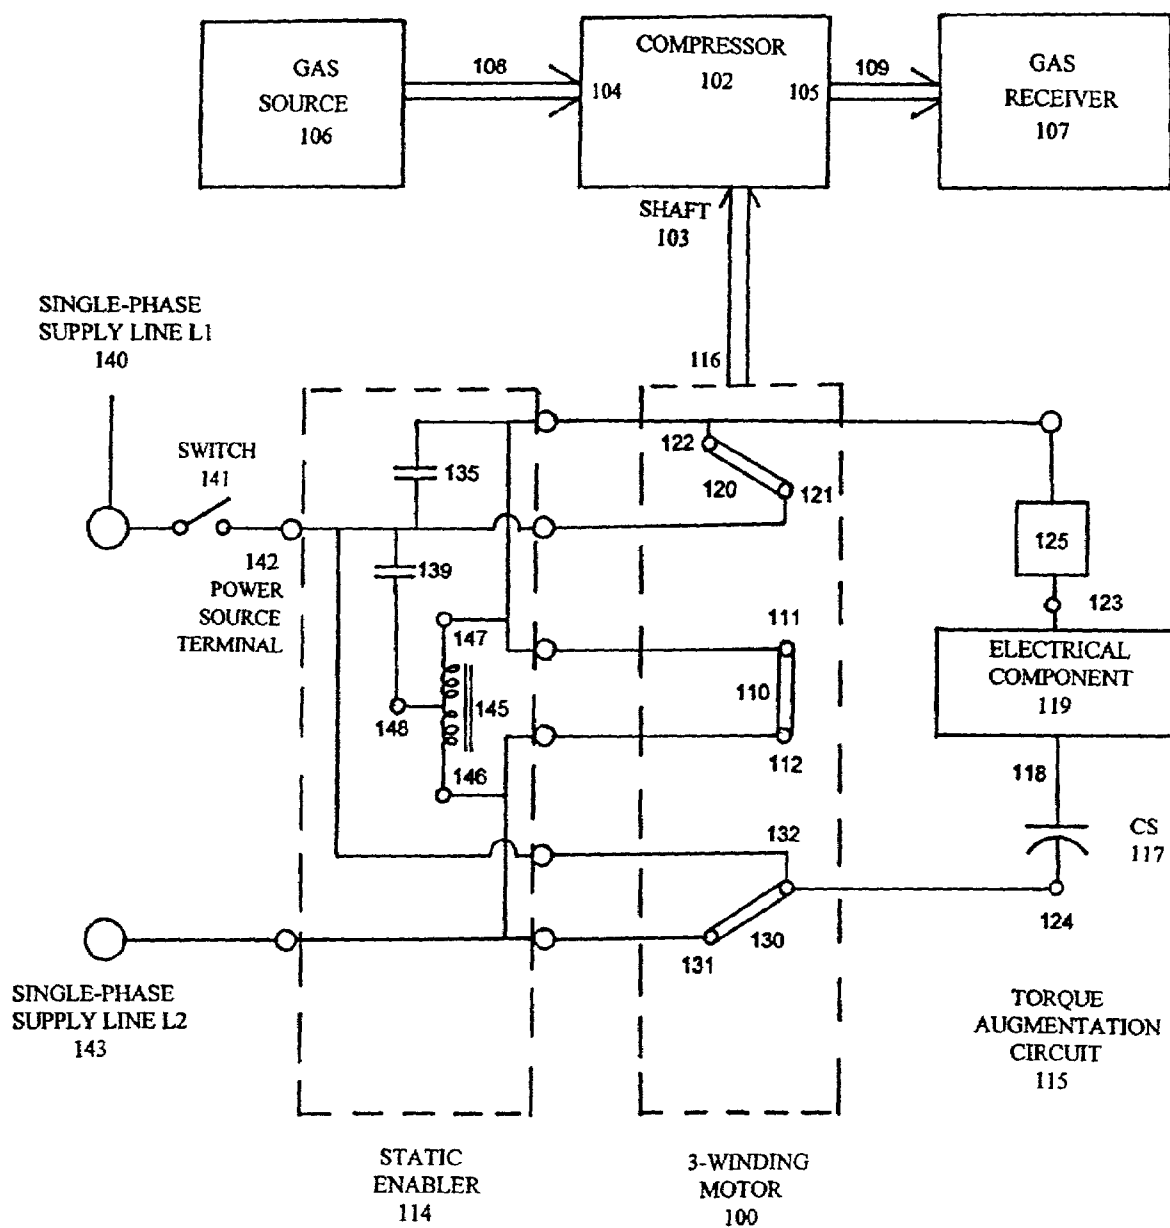 GAS
SOURCE
106
108
104
COMPRESSOR
102
105
109
GAS
RECEIVER
107
SHAFT
103
116
SINGLE-PHASE
SUPPLY LINE L1
140
SWITCH
141
142
POWER
SOURCE
TERMINAL
135
139
147
145
148
146
122
120
121
111
110
112
132
130
131
125
123
ELECTRICAL
COMPONENT
119
118
CS
117
124
SINGLE-PHASE
SUPPLY LINE L2
143
TORQUE
AUGMENTATION
CIRCUIT
115
STATIC
ENABLER
114
3-WINDING
MOTOR
100